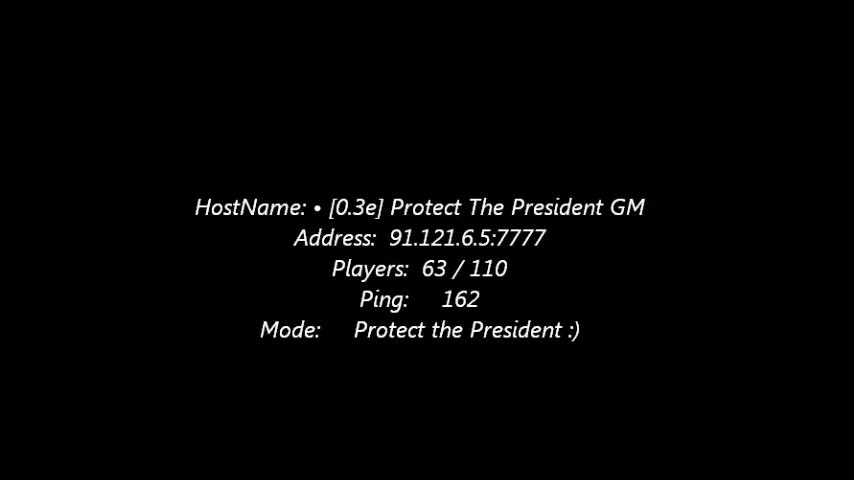 HostName: • [0.3e] Protect The President GM
Address: 91.121.6.5:7777
Players: 63 / 110
Ping: 162
Mode: Protect the President :)